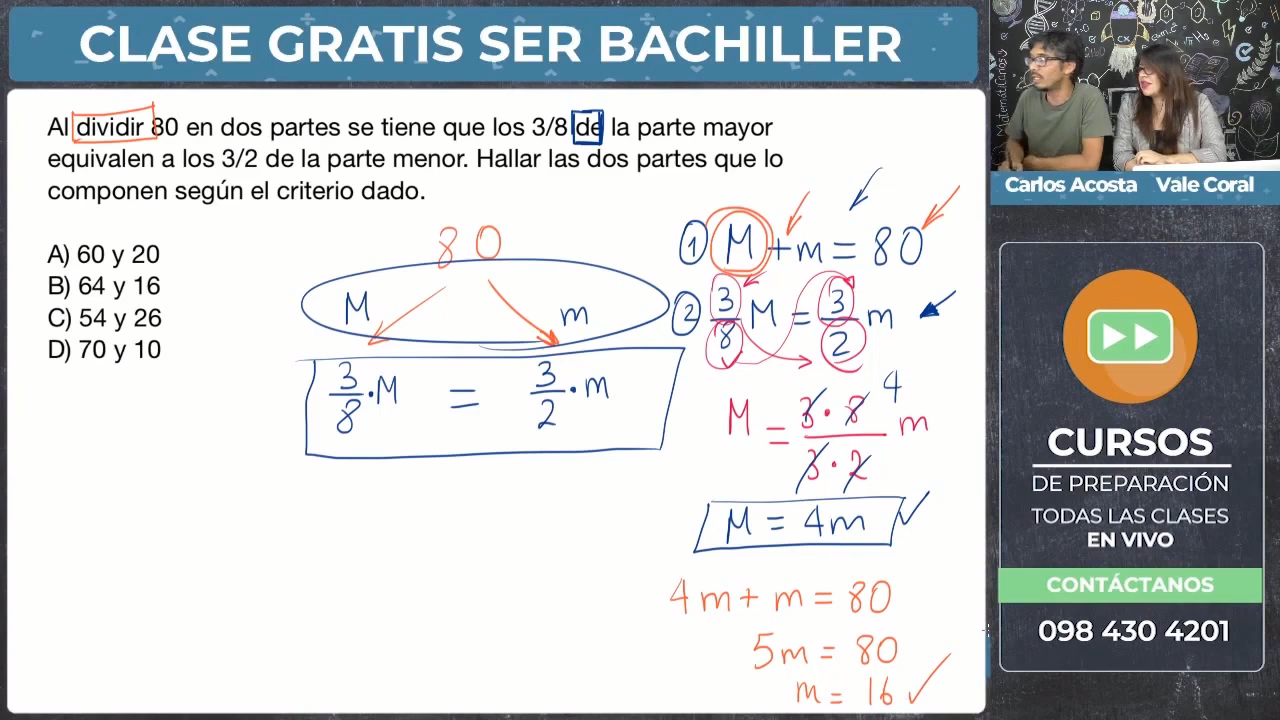 CLASE GRATIS SER BACHILLER
Al dividir 80 en dos partes se tiene que los 3/8 de la parte mayor
equivalen a los 3/2 de la parte menor. Hallar las dos partes que lo
componen según el criterio dado.
A) 60 y 20
B) 64 y 16
C) 54 y 26
D) 70 y 10
80
M m
3/8 · M = 3/2 · m
① M + m = 80
② 3/8 M = 3/2 m
M = 3 · 8 / 3 · 2 m
4
M = 4m ✓
4m + m = 80
5m = 80
m = 16 ✓
Carlos Acosta Vale Coral
CURSOS
DE PREPARACIÓN
TODAS LAS CLASES
EN VIVO
CONTÁCTANOS
098 430 4201